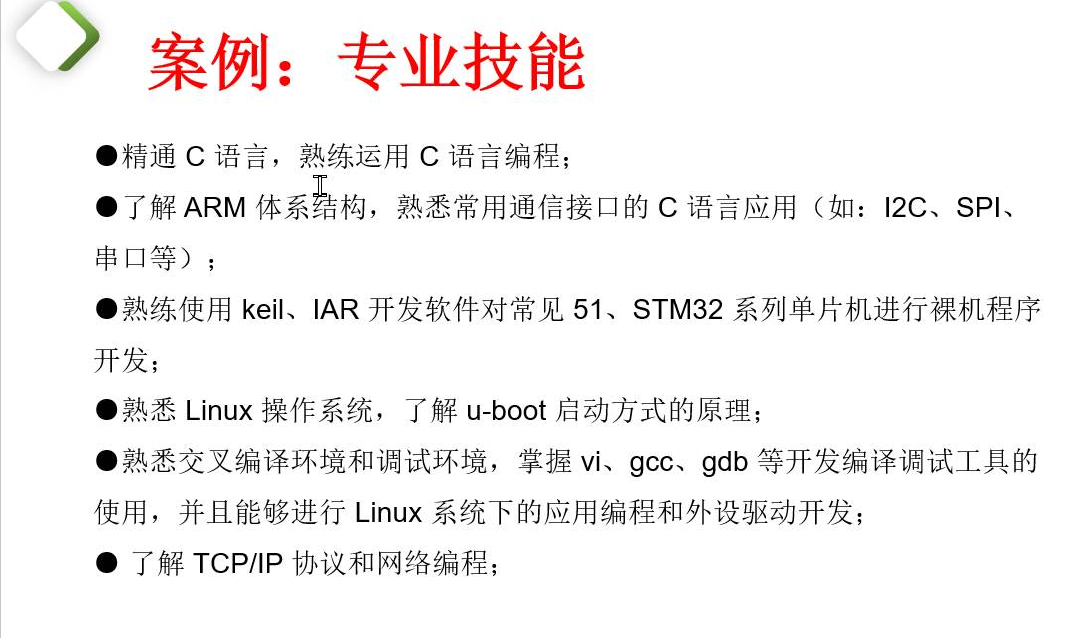 案例：专业技能
●精通 C 语言，熟练运用 C 语言编程；
●了解 ARM 体系结构，熟悉常用通信接口的 C 语言应用（如：I2C、SPI、
串口等）；
●熟练使用 keil、IAR 开发软件对常见 51、STM32 系列单片机进行裸机程序
开发；
●熟悉 Linux 操作系统，了解 u-boot 启动方式的原理；
●熟悉交叉编译环境和调试环境，掌握 vi、gcc、gdb 等开发编译调试工具的
使用，并且能够进行 Linux 系统下的应用编程和外设驱动开发；
● 了解 TCP/IP 协议和网络编程；